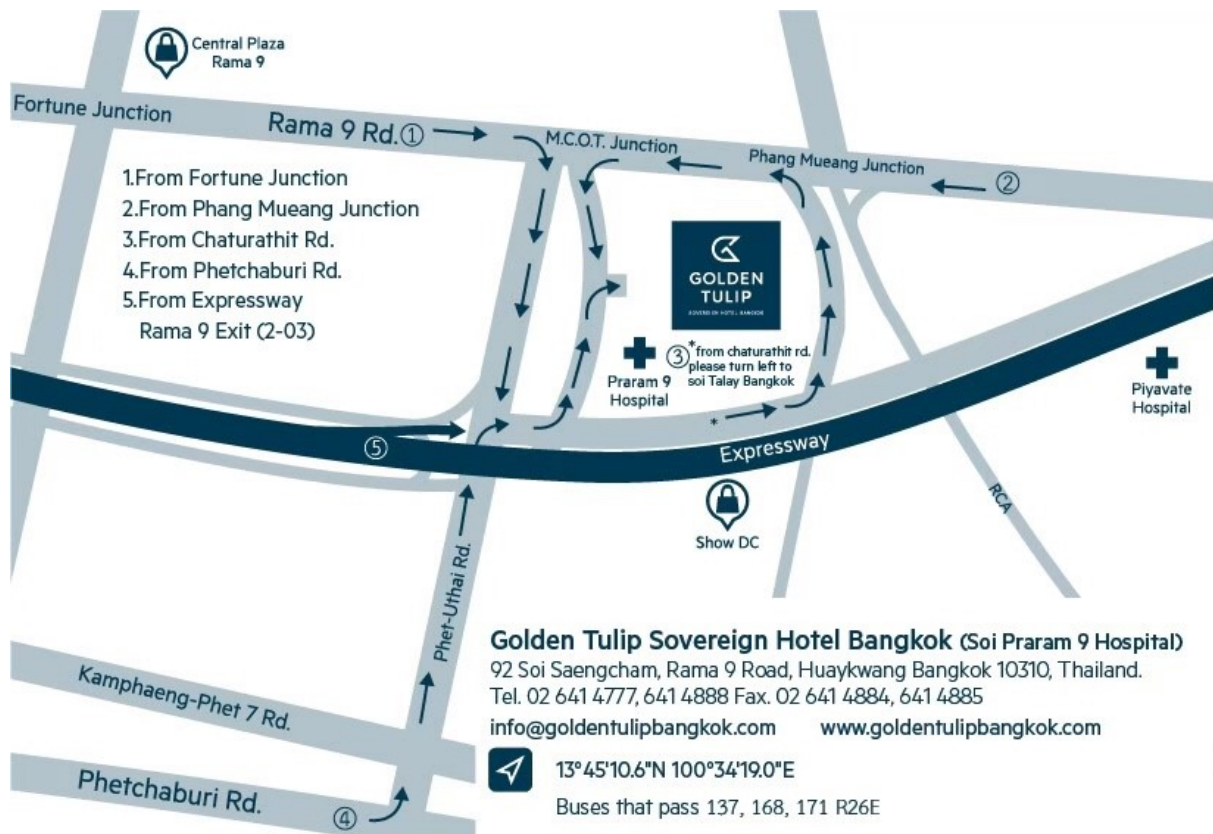 Central Plaza
Rama 9
Fortune Junction
Rama 9 Rd. ①
M.C.O.T. Junction
Phang Mueang Junction
②
1.From Fortune Junction
2.From Phang Mueang Junction
3.From Chaturathit Rd.
4.From Phetchaburi Rd.
5.From Expressway
Rama 9 Exit (2-03)
GOLDEN
TULIP
SOVEREIGN HOTEL BANGKOK
③
*from chaturathit rd.
please turn left to
soi Talay Bangkok
Praram 9
Hospital
Piyavate
Hospital
*
⑤
Expressway
RCA
Show DC
Phet-Uthai Rd.
Kamphaeng-Phet 7 Rd.
Phetchaburi Rd.
④
Golden Tulip Sovereign Hotel Bangkok (Soi Praram 9 Hospital)
92 Soi Saengcham, Rama 9 Road, Huaykwang Bangkok 10310, Thailand.
Tel. 02 641 4777, 641 4888 Fax. 02 641 4884, 641 4885
info@goldentulipbangkok.com www.goldentulipbangkok.com
13°45'10.6"N 100°34'19.0"E
Buses that pass 137, 168, 171 R26E